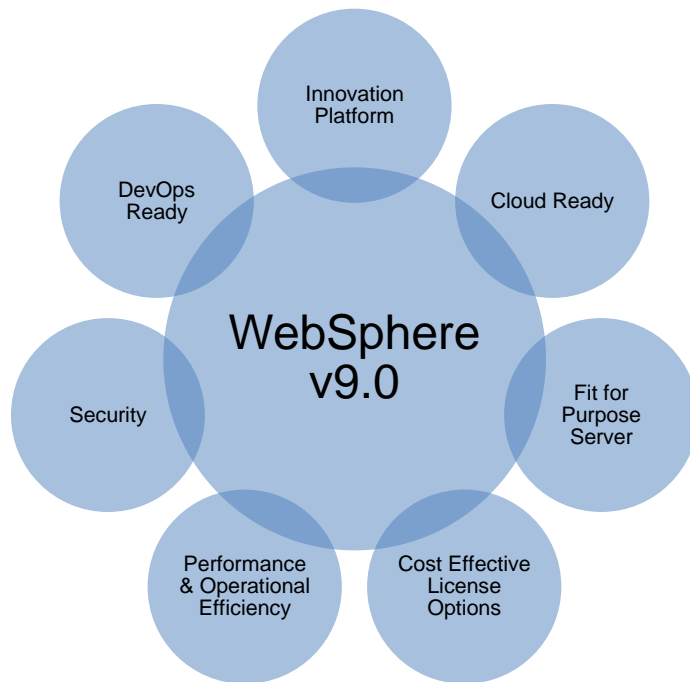 Innovation
Platform
Cloud Ready
Fit for
Purpose
Server
Cost Effective
License
Options
Performance
& Operational
Efficiency
Security
DevOps
Ready
WebSphere
v9.0